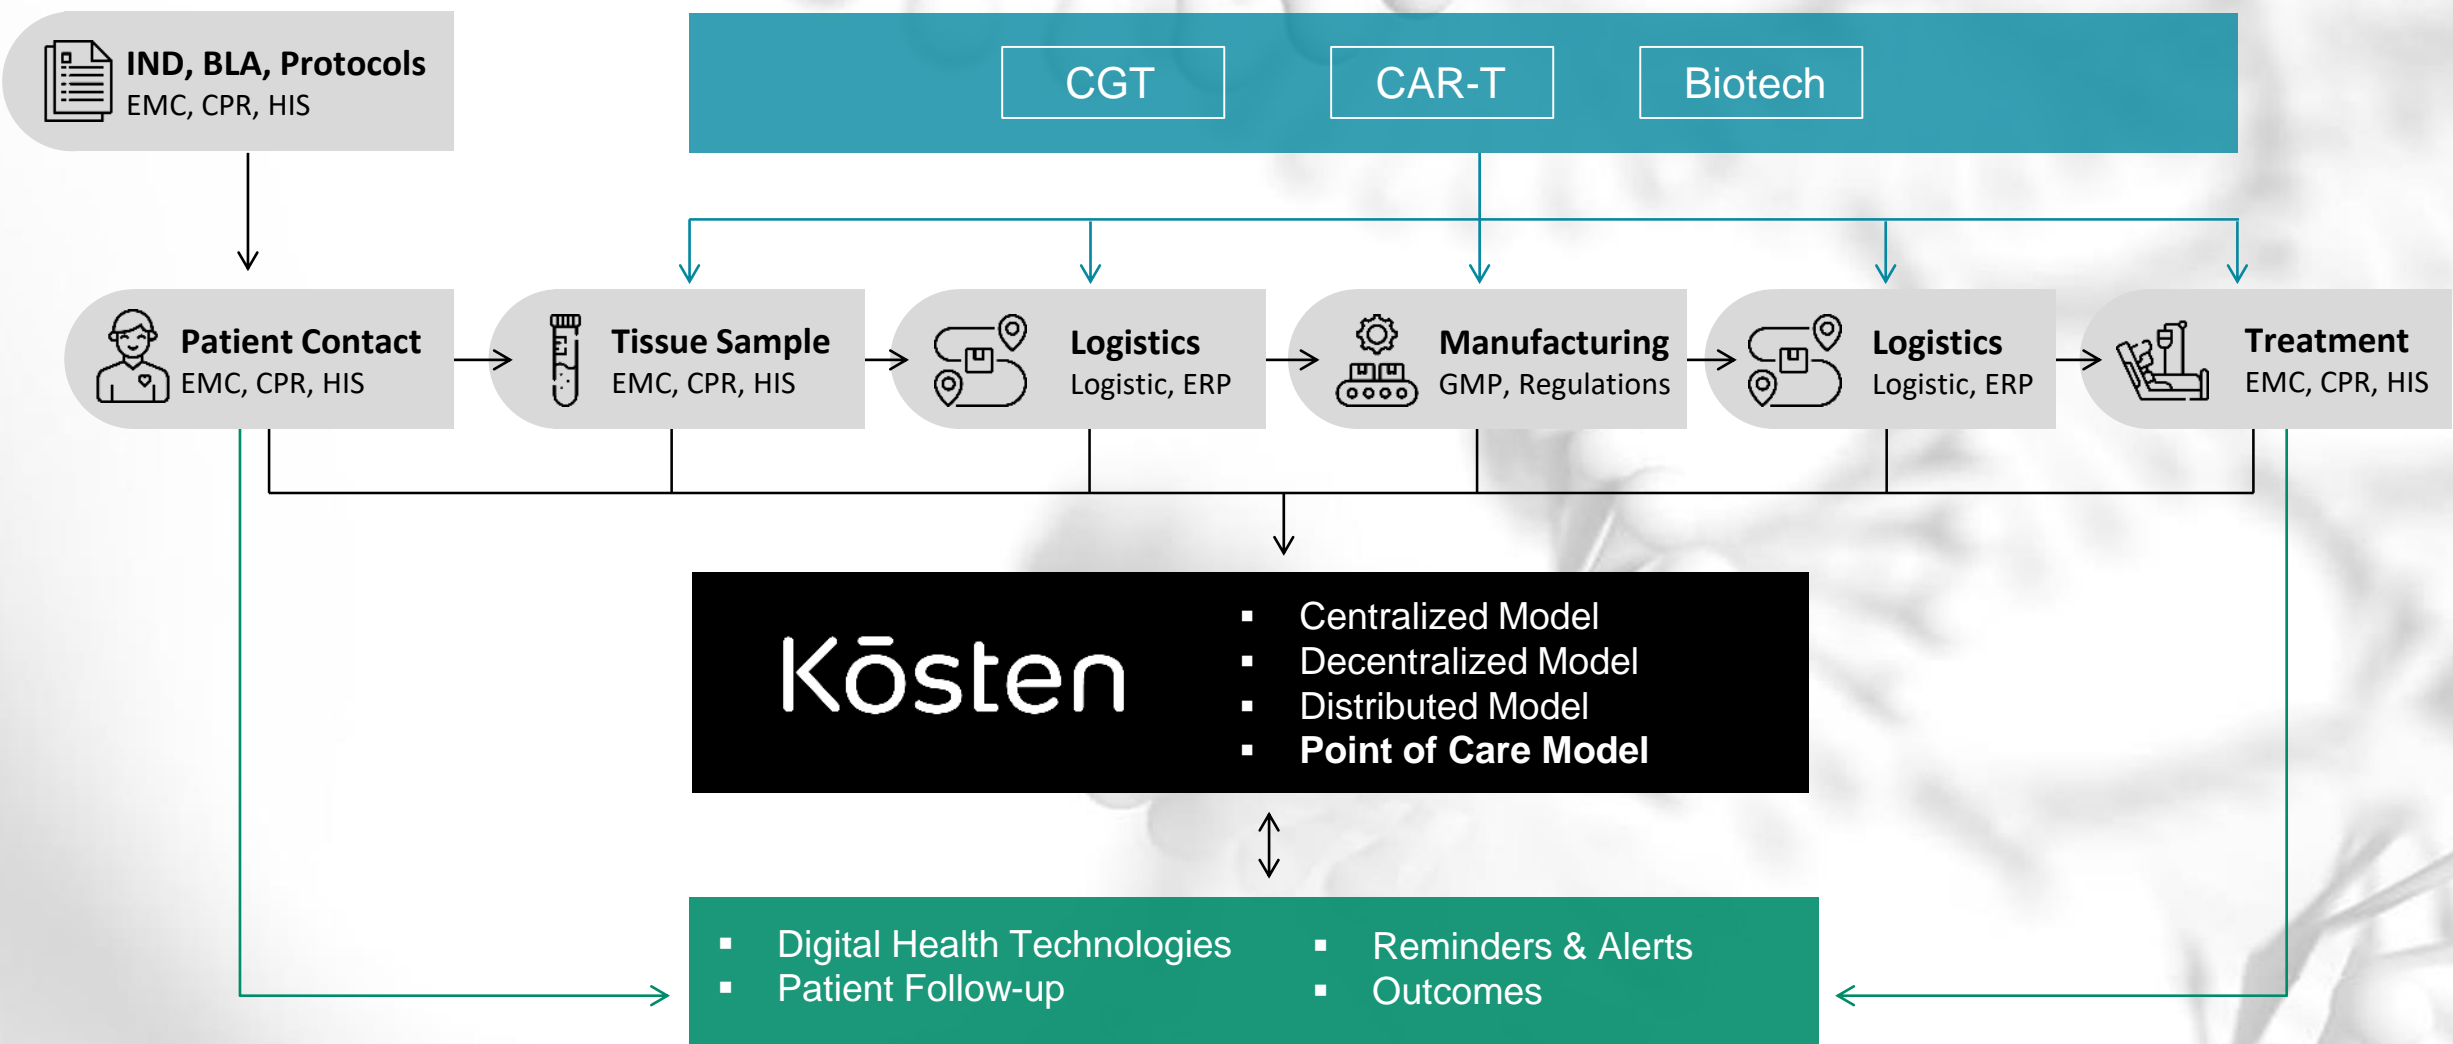 IND, BLA, Protocols
EMC, CPR, HIS
CGT
CAR-T
Biotech
Patient Contact
EMC, CPR, HIS
Tissue Sample
EMC, CPR, HIS
Logistics
Logistic, ERP
Manufacturing
GMP, Regulations
Logistics
Logistic, ERP
Treatment
EMC, CPR, HIS
Kōsten
▪ Centralized Model
▪ Decentralized Model
▪ Distributed Model
▪ Point of Care Model
▪ Digital Health Technologies
▪ Patient Follow-up
▪ Reminders & Alerts
▪ Outcomes